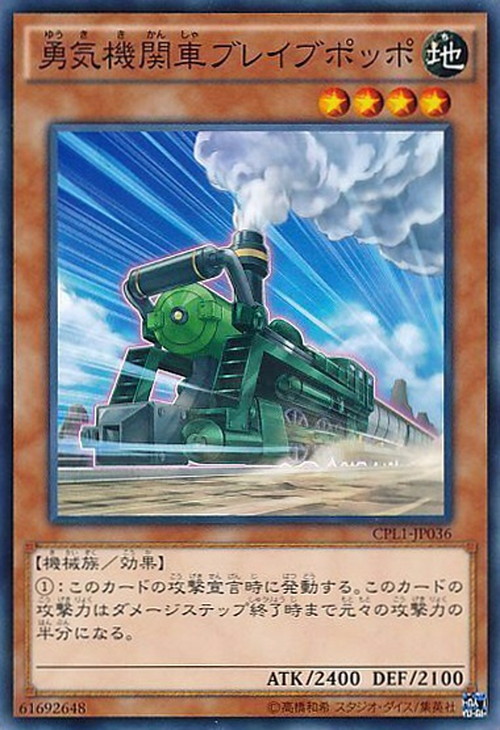 勇気機関車ブレイブポッポ
地
CPL1-JP036
【機械族/効果】
①:このカードの攻撃宣言時に発動する。このカードの
攻撃力はダメージステップ終了時まで元々の攻撃力の
半分になる。
ATK/2400 DEF/2100
61692648
©高橋和希 スタジオ・ダイス/集英社